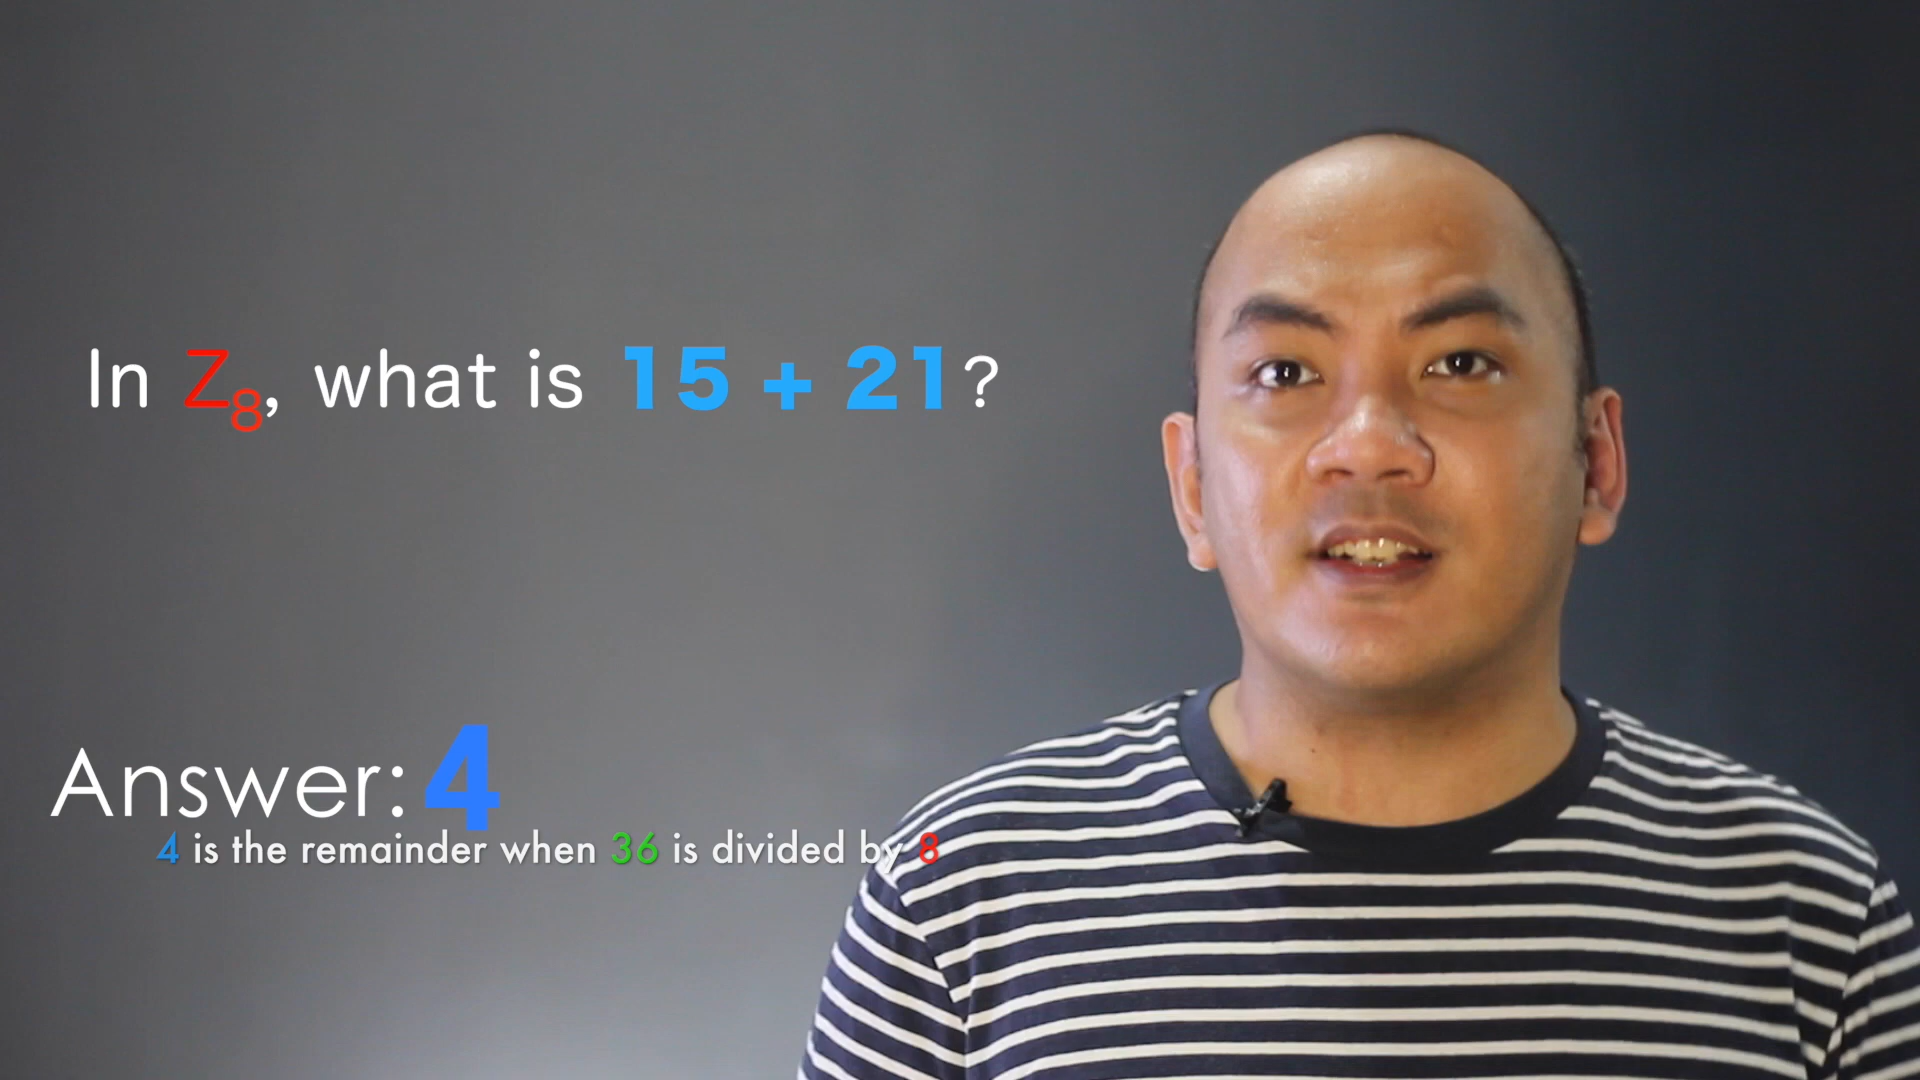 In Z₈, what is 15 + 21?
Answer: 4
4 is the remainder when 36 is divided by 8